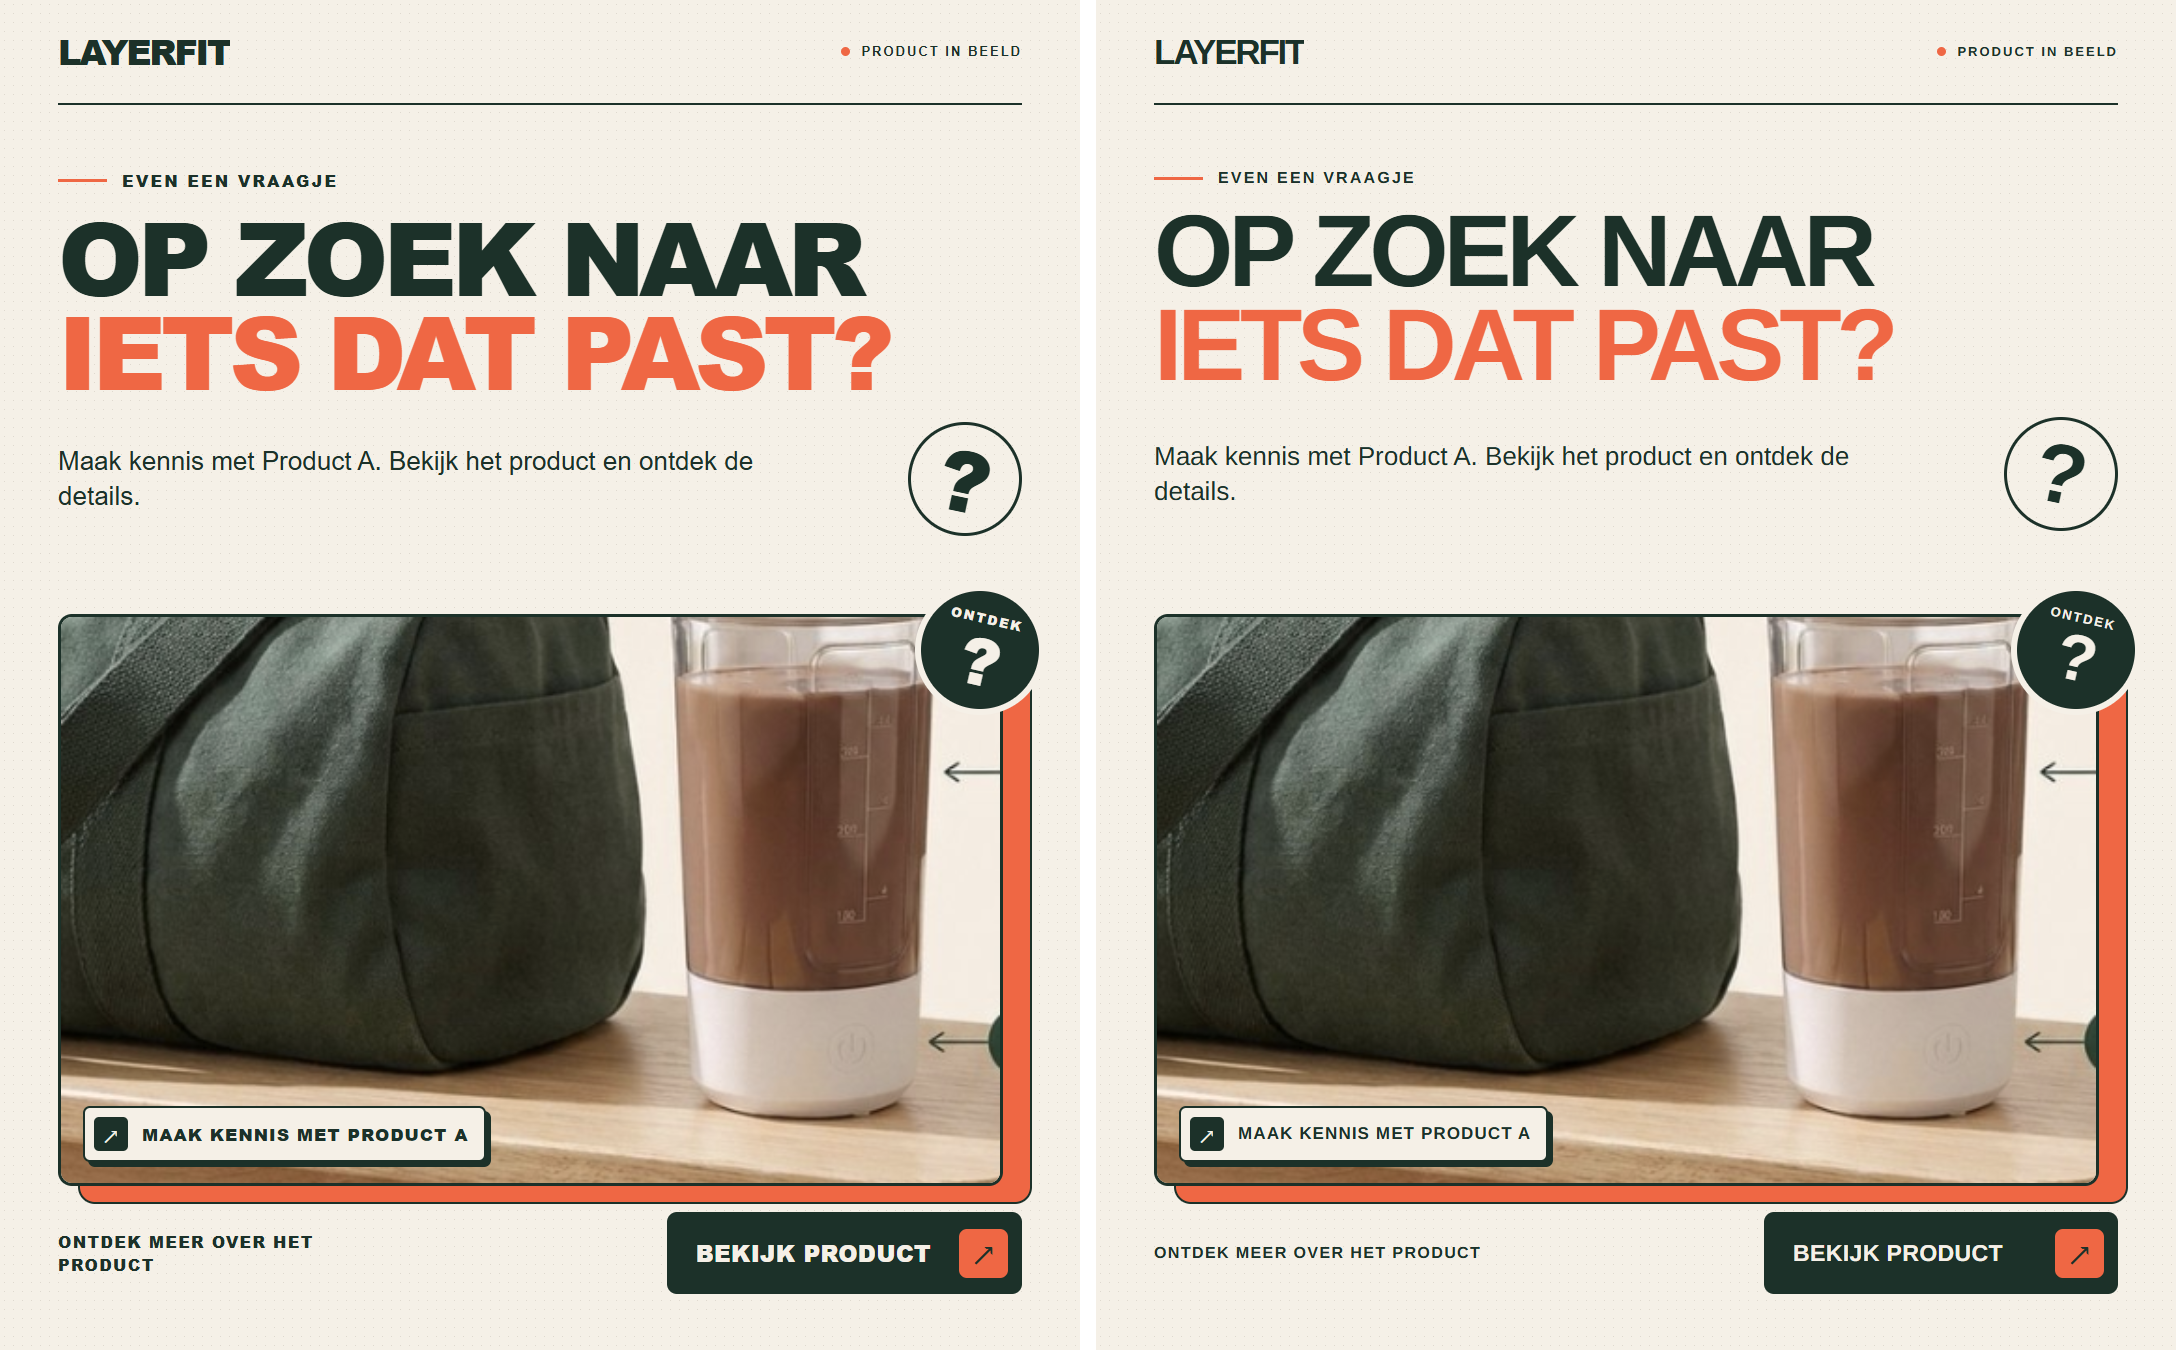 LAYERFIT
PRODUCT IN BEELD
EVEN EEN VRAAGJE
OP ZOEK NAAR
IETS DAT PAST?
Maak kennis met Product A. Bekijk het product en ontdek de
details.
?
ONTDEK
?
MAAK KENNIS MET PRODUCT A
ONTDEK MEER OVER HET
PRODUCT
BEKIJK PRODUCT
LAYERFIT
PRODUCT IN BEELD
EVEN EEN VRAAGJE
OP ZOEK NAAR
IETS DAT PAST?
Maak kennis met Product A. Bekijk het product en ontdek de
details.
?
ONTDEK
?
MAAK KENNIS MET PRODUCT A
ONTDEK MEER OVER HET PRODUCT
BEKIJK PRODUCT